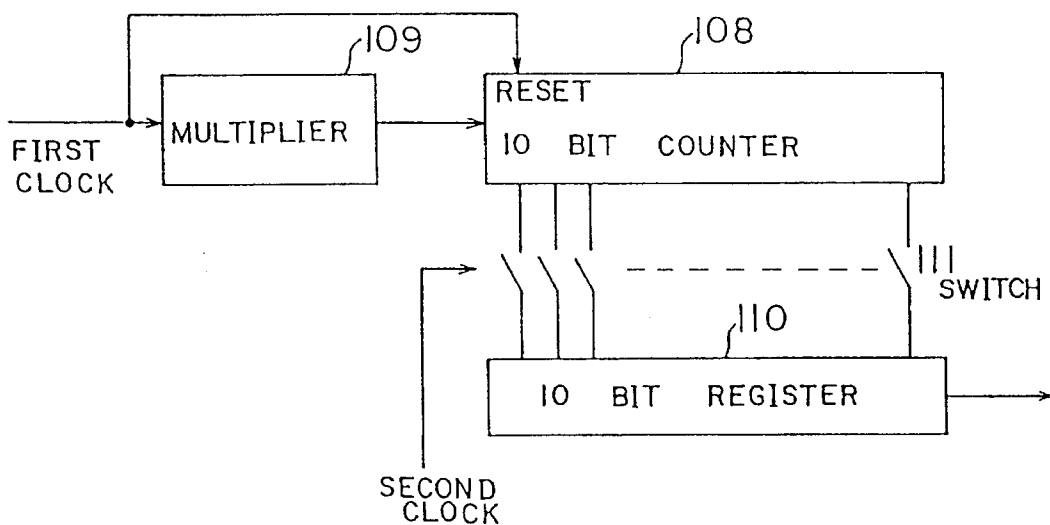 109
108
RESET
MULTIPLIER
10 BIT COUNTER
FIRST
CLOCK
111
SWITCH
110
10 BIT REGISTER
SECOND
CLOCK